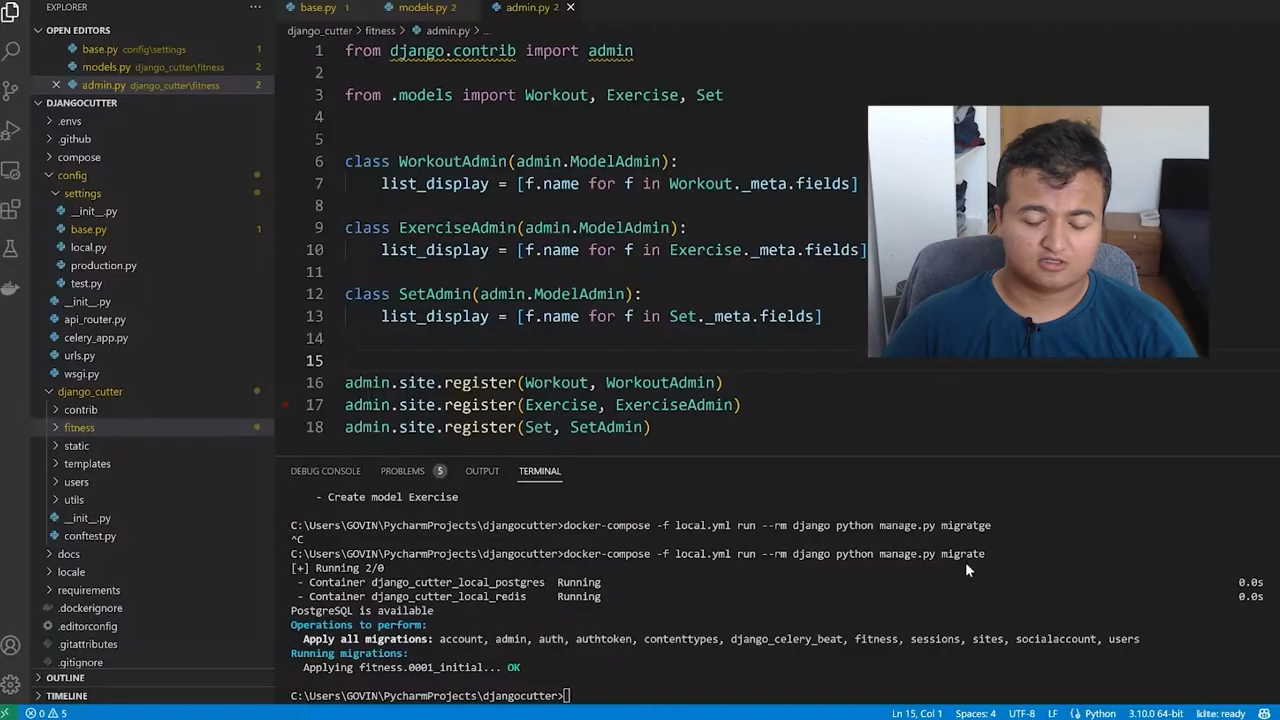 EXPLORER
base.py 1
models.py 2
admin.py 2
OPEN EDITORS
base.py config\settings 1
models.py django_cutter\fitness 2
admin.py django_cutter\fitness 2
DJANGOCUTTER
.envs
.github
compose
config
settings
__init__.py
base.py 1
local.py
production.py
test.py
__init__.py
api_router.py
celery_app.py
urls.py
wsgi.py
django_cutter
contrib
fitness
static
templates
users
utils
__init__.py
conftest.py
docs
locale
requirements
.dockerignore
.editorconfig
.gitattributes
.gitignore
OUTLINE
TIMELINE
django_cutter > fitness > admin.py > ...
1 from django.contrib import admin
2
3 from .models import Workout, Exercise, Set
4
5
6 class WorkoutAdmin(admin.ModelAdmin):
7 list_display = [f.name for f in Workout._meta.fields]
8
9 class ExerciseAdmin(admin.ModelAdmin):
10 list_display = [f.name for f in Exercise._meta.fields]
11
12 class SetAdmin(admin.ModelAdmin):
13 list_display = [f.name for f in Set._meta.fields]
14
15
16 admin.site.register(Workout, WorkoutAdmin)
17 admin.site.register(Exercise, ExerciseAdmin)
18 admin.site.register(Set, SetAdmin)
DEBUG CONSOLE PROBLEMS 5 OUTPUT TERMINAL
- Create model Exercise
C:\Users\GOVIN\PycharmProjects\djangocutter>docker-compose -f local.yml run --rm django python manage.py migratge
^C
C:\Users\GOVIN\PycharmProjects\djangocutter>docker-compose -f local.yml run --rm django python manage.py migrate
[+] Running 2/0
- Container django_cutter_local_postgres Running 0.0s
- Container django_cutter_local_redis Running 0.0s
PostgreSQL is available
Operations to perform:
Apply all migrations: account, admin, auth, authtoken, contenttypes, django_celery_beat, fitness, sessions, sites, socialaccount, users
Running migrations:
Applying fitness.0001_initial... OK
C:\Users\GOVIN\PycharmProjects\djangocutter>
0 5 Ln 15, Col 1 Spaces: 4 UTF-8 LF Python 3.10.0 64-bit kite: ready